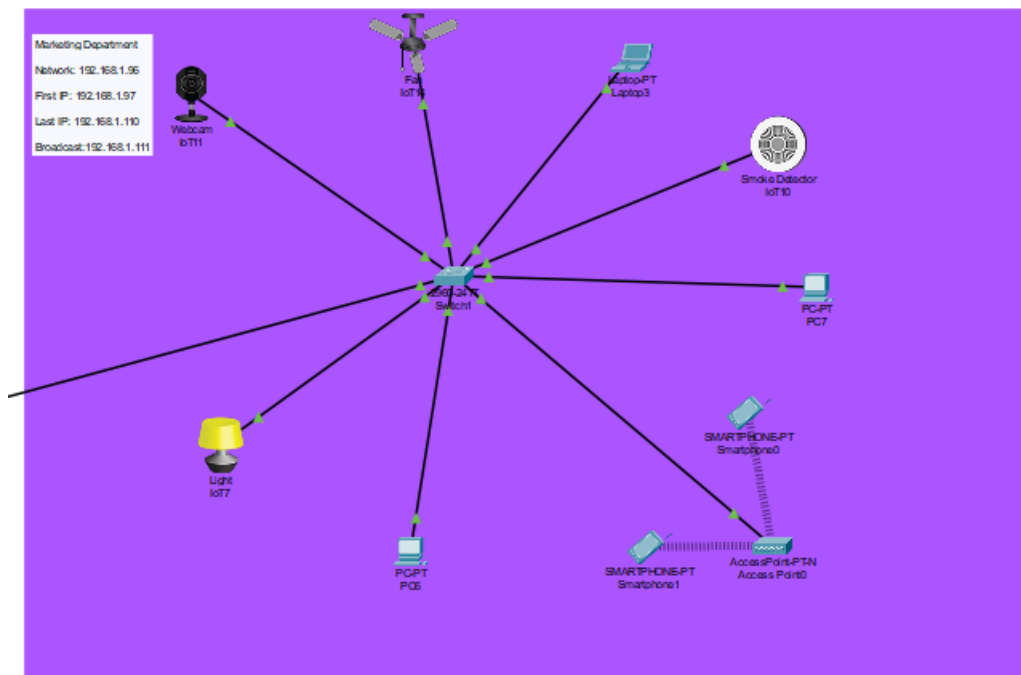 Marketing Department
Network: 192.168.1.96
First IP: 192.168.1.97
Last IP: 192.168.1.110
Broadcast:192.168.1.111
Webcam
IoT11
Laptop-PT
Laptop3
Smoke Detector
IoT10
Switch1
PC-PT
PC7
SMARTPHONE-PT
Smartphone0
Light
IoT7
PC-PT
SMARTPHONE-PT
Smartphone1
AccessPoint-PT-N
Access Point0